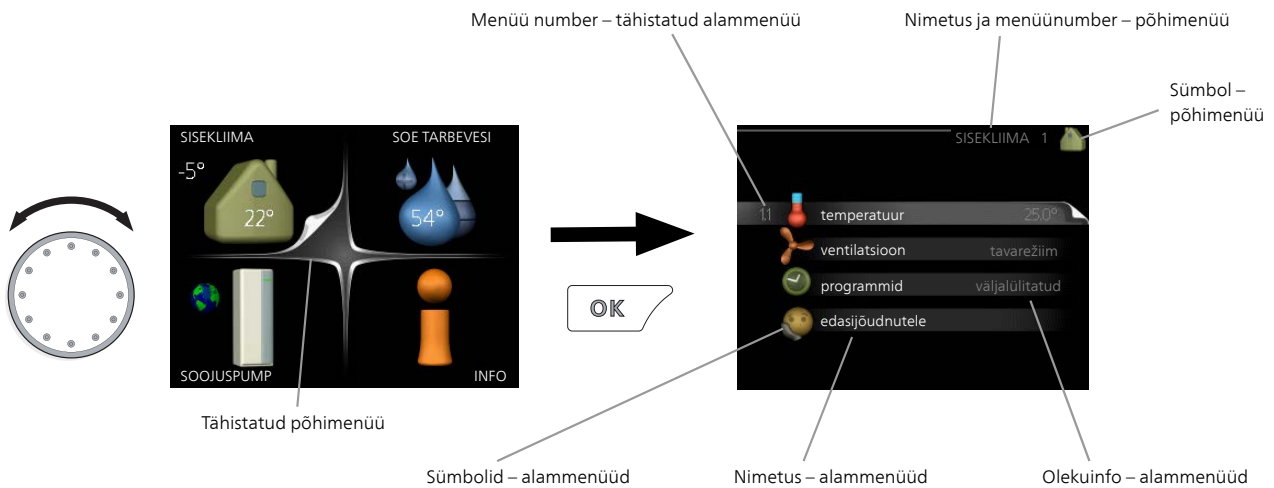 Menüü number – tähistatud alammenüü
Nimetus ja menüünumber – põhimenüü
Sümbol –
põhimenüü
SISEKLIIMA
SOE TARBEVESI
-5°
22°
54°
SOOJUSPUMP
INFO
OK
SISEKLIIMA 1
1.1 temperatuur 25.0°
ventilatsioon tavarežiim
programmid väljalülitatud
edasijõudnutele
Tähistatud põhimenüü
Sümbolid – alammenüüd
Nimetus – alammenüüd
Olekuinfo – alammenüüd